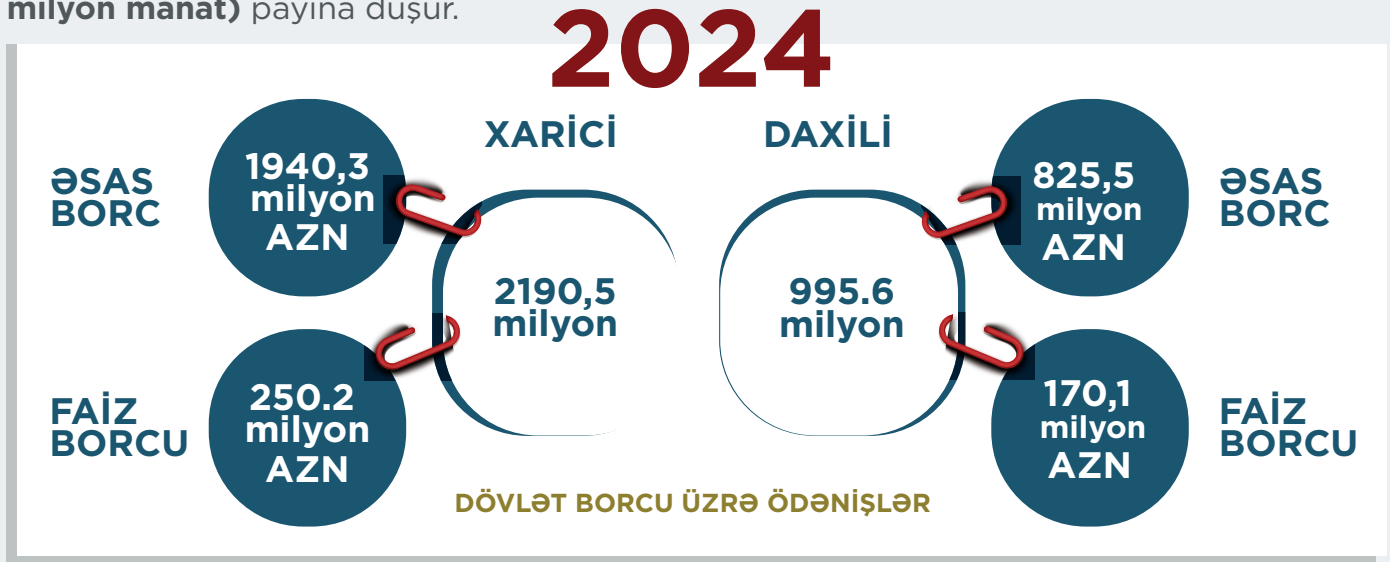 milyon manat) payına düşür.
2024
XARİCİ
DAXİLİ
ƏSAS
BORC
1940,3
milyon
AZN
825,5
milyon
AZN
ƏSAS
BORC
2190,5
milyon
995.6
milyon
FAİZ
BORCU
250.2
milyon
AZN
170,1
milyon
AZN
FAİZ
BORCU
DÖVLƏT BORCU ÜZRƏ ÖDƏNİŞLƏR